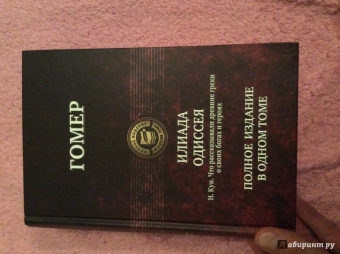 ГОМЕР
ИЛИАДА
ОДИССЕЯ
Н. Кун. Что рассказывали древние греки
о своих богах и героях
ПОЛНОЕ ИЗДАНИЕ
В ОДНОМ ТОМЕ
Лабиринт.ру